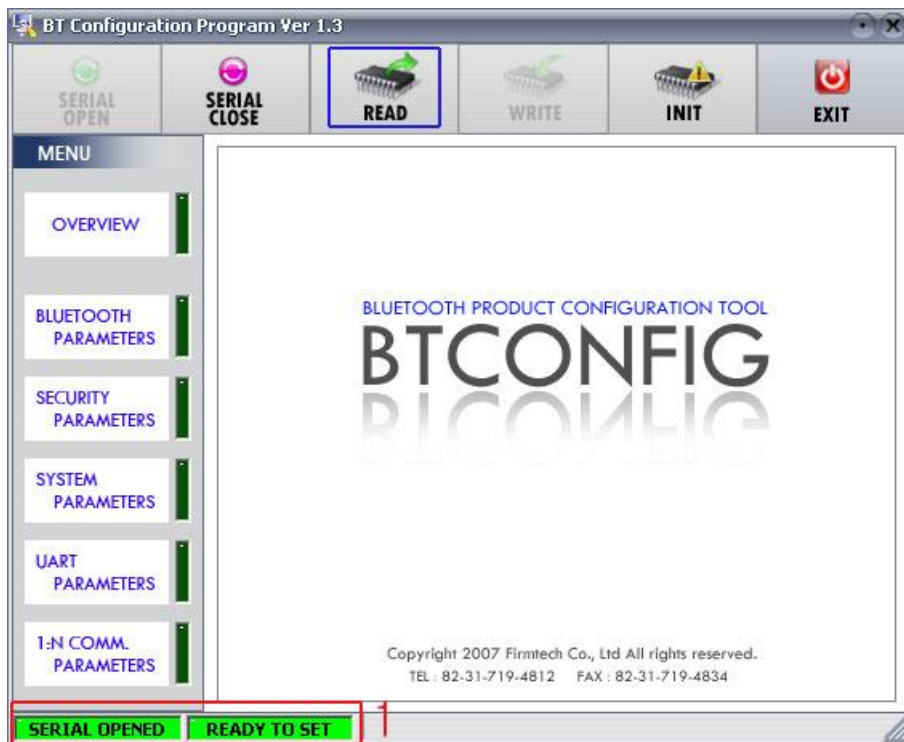 BT Configuration Program Ver 1.3
SERIAL
OPEN
SERIAL
CLOSE
READ
WRITE
INIT
EXIT
MENU
OVERVIEW
BLUETOOTH
PARAMETERS
SECURITY
PARAMETERS
SYSTEM
PARAMETERS
UART
PARAMETERS
1:N COMM.
PARAMETERS
BLUETOOTH PRODUCT CONFIGURATION TOOL
BTCONFIG
Copyright 2007 Firmtech Co., Ltd All rights reserved.
TEL : 82-31-719-4812 FAX : 82-31-719-4834
SERIAL OPENED READY TO SET 1